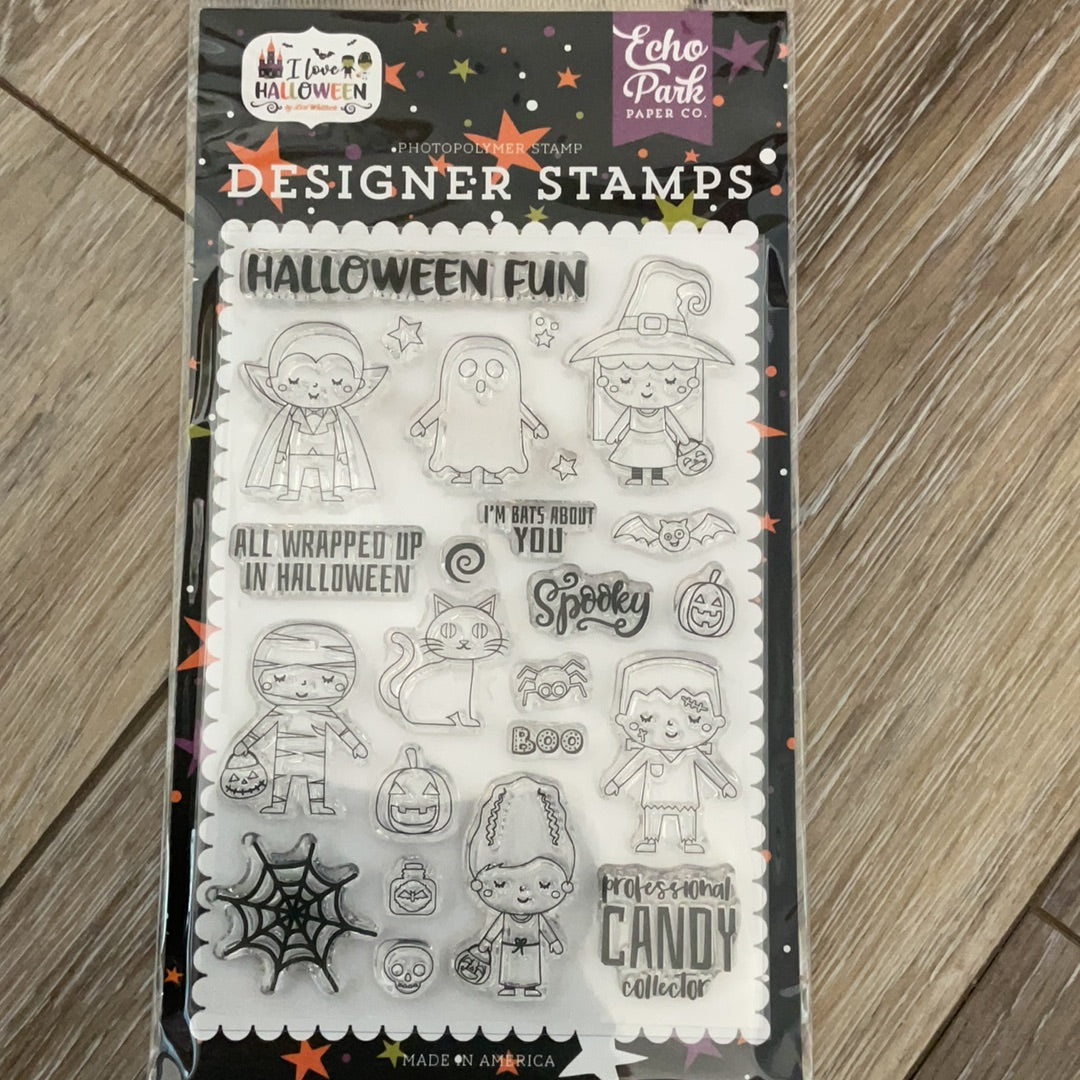 I love
HALLOWEEN
Echo
Park
PAPER CO.
PHOTOPOLYMER STAMP
DESIGNER STAMPS
HALLOWEEN FUN
I'M BATS ABOUT
YOU
ALL WRAPPED UP
IN HALLOWEEN
Spooky
BOO
professional
CANDY
collector
MADE IN AMERICA